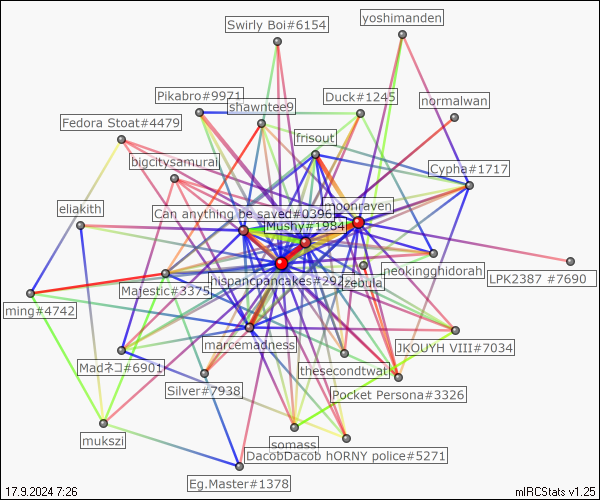 yoshimanden
Swirly Boi#6154
Pikabro#9971
Duck#1245
normalwan
shawntee9
Fedora Stoat#4479
frisout
bigcitysamurai
Cypha#1717
eliakith
moonraven
Can anything be saved#0396
Mushy#1984
neokingghidorah
LPK2387 #7690
hispancpancakes#292
zebula
Majestic#3375
ming#4742
marcemadness
JKOUYH VIII#7034
Madネコ#6901
thesecondtwat
Silver#7938
Pocket Persona#3326
mukszi
somass
DacobDacob hORNY police#5271
Eg.Master#1378
17.9.2024 7:26
mIRCStats v1.25